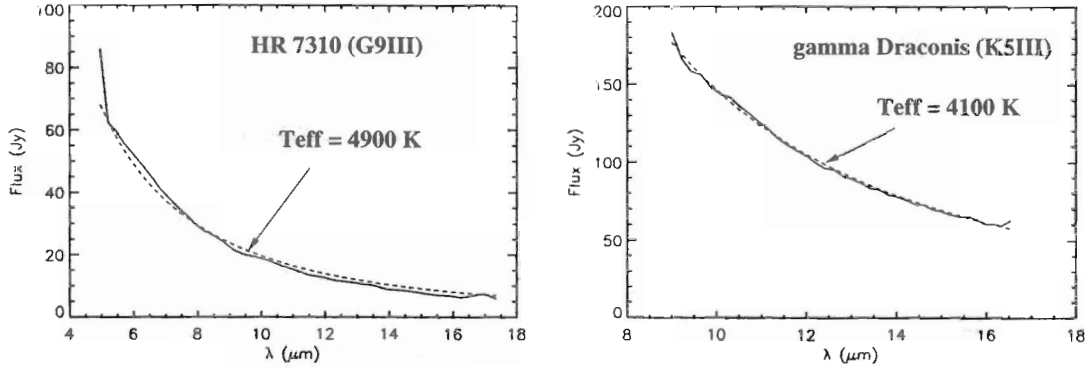 100
80
60
40
20
0
Flux (Jy)
HR 7310 (G9III)
Teff = 4900 K
4 6 8 10 12 14 16 18
λ (μm)
200
150
100
50
0
Flux (Jy)
gamma Draconis (K5III)
Teff = 4100 K
8 10 12 14 16 18
λ (μm)